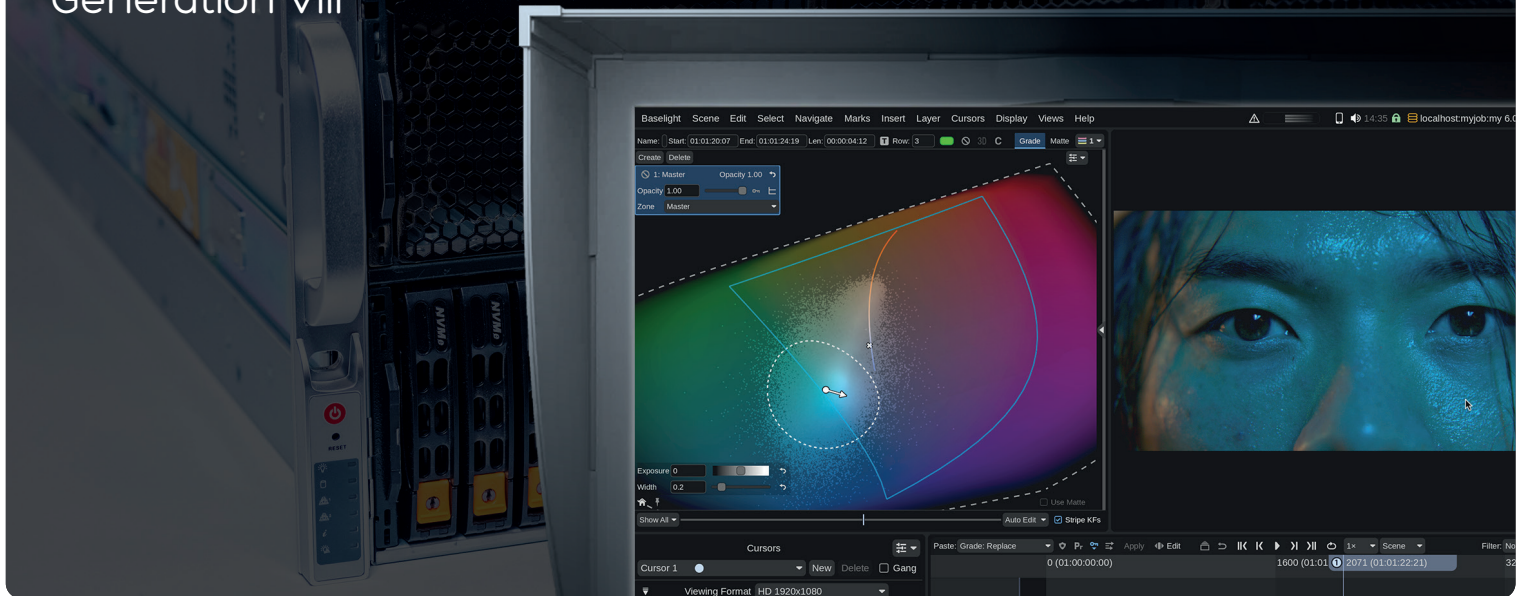 Generation VIII
NVMe
NVMe
RESET
Baselight Scene Edit Select Navigate Marks Insert Layer Cursors Display Views Help
14:35 localhost:myjob:my 6.0
Name: Start: 01:01:20:07 End: 01:01:24:19 Len: 00:00:04:12 T Row: 3 3D C Grade Matte 1
Create Delete
1: Master Opacity 1.00
Opacity 1.00
Zone Master
Exposure 0
Width 0.2
Use Matte
Show All Auto Edit Stripe KFs
Cursors
Cursor 1 New Delete Gang
Viewing Format HD 1920x1080
Paste: Grade: Replace Apply Edit 1× Scene Filter: No
0 (01:00:00:00) 1600 (01:01 1 2071 (01:01:22:21) 32